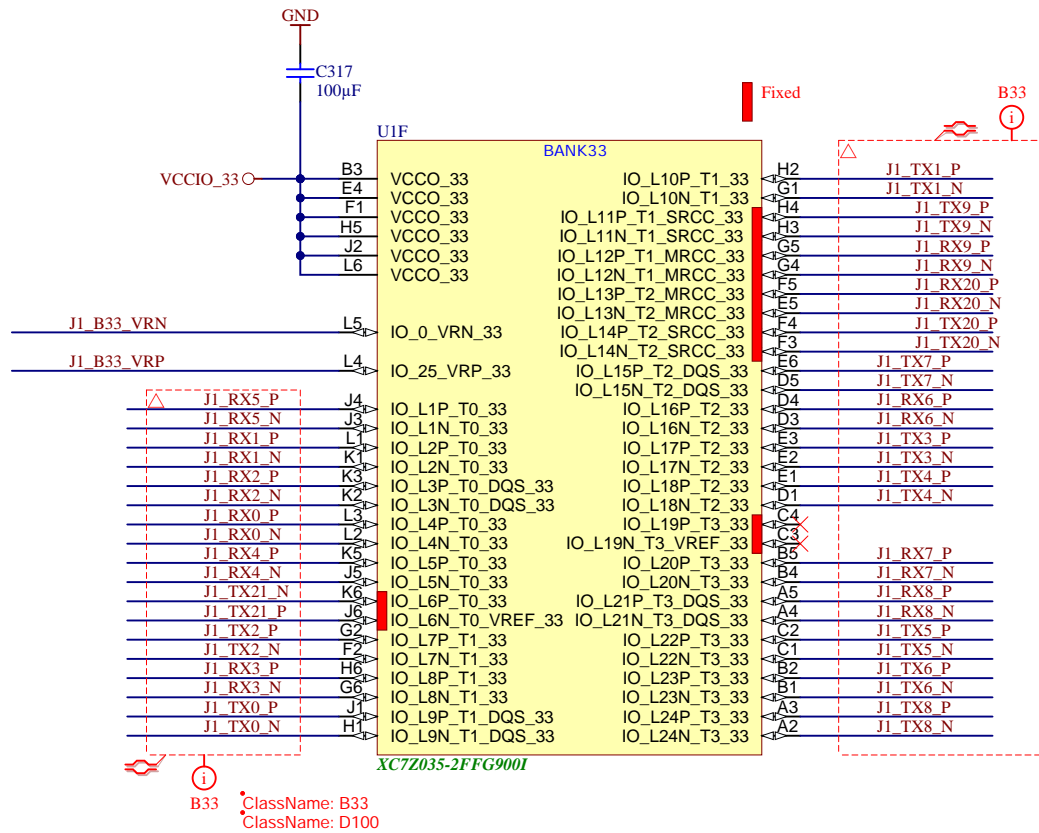 GND
C317
100µF
Fixed
B33
U1F
BANK33
VCCIO_33
B3 VCCO_33 IO_L10P_T1_33 H2 J1_TX1_P
E4 VCCO_33 IO_L10N_T1_33 G1 J1_TX1_N
F1 VCCO_33 IO_L11P_T1_SRCC_33 H4 J1_TX9_P
H5 VCCO_33 IO_L11N_T1_SRCC_33 H3 J1_TX9_N
J2 VCCO_33 IO_L12P_T1_MRCC_33 G5 J1_RX9_P
L6 VCCO_33 IO_L12N_T1_MRCC_33 G4 J1_RX9_N
IO_L13P_T2_MRCC_33 F5 J1_RX20_P
IO_L13N_T2_MRCC_33 E5 J1_RX20_N
J1_B33_VRN L5 IO_0_VRN_33 IO_L14P_T2_SRCC_33 F4 J1_TX20_P
IO_L14N_T2_SRCC_33 F3 J1_TX20_N
J1_B33_VRP L4 IO_25_VRP_33 IO_L15P_T2_DQS_33 E6 J1_TX7_P
IO_L15N_T2_DQS_33 D5 J1_TX7_N
J1_RX5_P J4 IO_L1P_T0_33 IO_L16P_T2_33 D4 J1_RX6_P
J1_RX5_N J3 IO_L1N_T0_33 IO_L16N_T2_33 D3 J1_RX6_N
J1_RX1_P L1 IO_L2P_T0_33 IO_L17P_T2_33 E3 J1_TX3_P
J1_RX1_N K1 IO_L2N_T0_33 IO_L17N_T2_33 E2 J1_TX3_N
J1_RX2_P K3 IO_L3P_T0_DQS_33 IO_L18P_T2_33 E1 J1_TX4_P
J1_RX2_N K2 IO_L3N_T0_DQS_33 IO_L18N_T2_33 D1 J1_TX4_N
J1_RX0_P L3 IO_L4P_T0_33 IO_L19P_T3_33 C4
J1_RX0_N L2 IO_L4N_T0_33 IO_L19N_T3_VREF_33 C3
J1_RX4_P K5 IO_L5P_T0_33 IO_L20P_T3_33 B5 J1_RX7_P
J1_RX4_N J5 IO_L5N_T0_33 IO_L20N_T3_33 B4 J1_RX7_N
J1_TX21_N K6 IO_L6P_T0_33 IO_L21P_T3_DQS_33 A5 J1_RX8_P
J1_TX21_P J6 IO_L6N_T0_VREF_33 IO_L21N_T3_DQS_33 A4 J1_RX8_N
J1_TX2_P G2 IO_L7P_T1_33 IO_L22P_T3_33 C2 J1_TX5_P
J1_TX2_N F2 IO_L7N_T1_33 IO_L22N_T3_33 C1 J1_TX5_N
J1_RX3_P H6 IO_L8P_T1_33 IO_L23P_T3_33 B2 J1_TX6_P
J1_RX3_N G6 IO_L8N_T1_33 IO_L23N_T3_33 B1 J1_TX6_N
J1_TX0_P J1 IO_L9P_T1_DQS_33 IO_L24P_T3_33 A3 J1_TX8_P
J1_TX0_N H1 IO_L9N_T1_DQS_33 IO_L24N_T3_33 A2 J1_TX8_N
XC7Z035-2FFG900I
i
i
B33
ClassName: B33
ClassName: D100